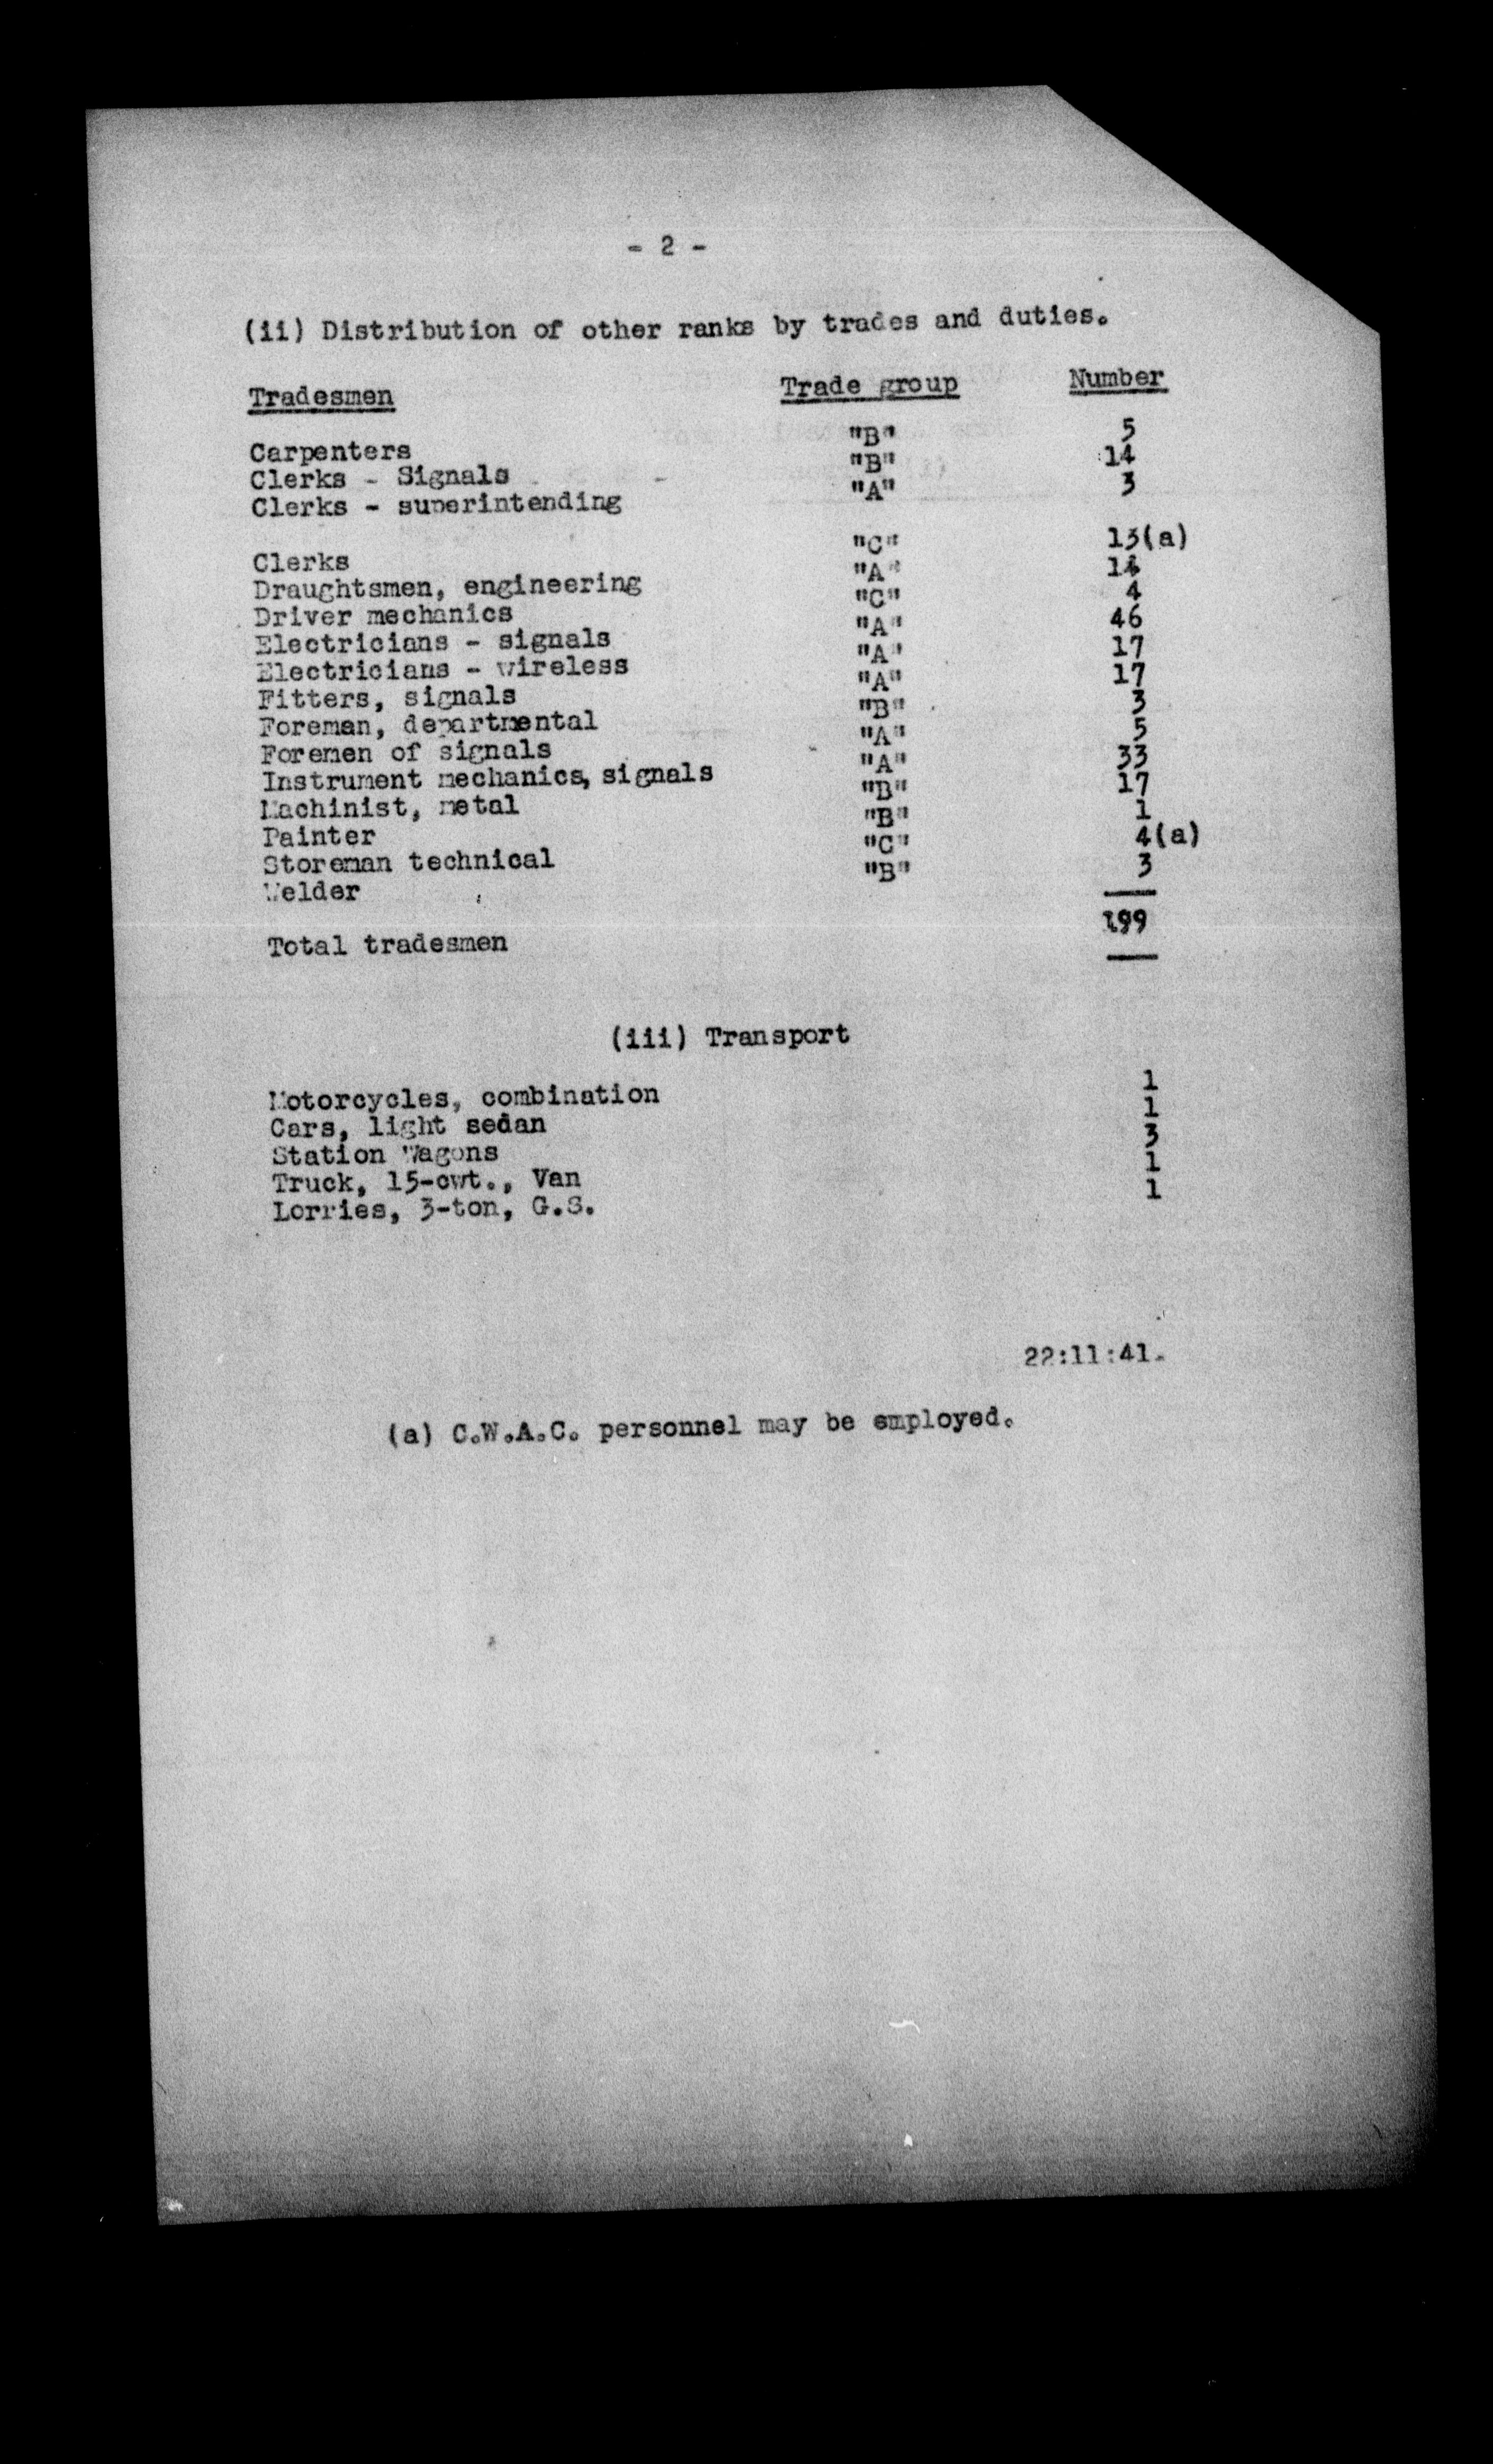 - 2 -
(ii) Distribution of other ranks by trades and duties.
Tradesmen Trade group Number
Carpenters "B" 5
Clerks - Signals "B" 14
Clerks - superintending "A" 3
Clerks "C" 13(a)
Draughtsmen, engineering "A" 14
Driver mechanics "C" 4
Electricians - signals "A" 46
Electricians - wireless "A" 17
Fitters, signals "A" 17
Foreman, departmental "B" 3
Foremen of signals "A" 5
Instrument mechanics, signals "A" 33
Machinist, metal "B" 17
Painter "B" 1
Storeman technical "C" 4(a)
Welder "B" 3
Total tradesmen 199
(iii) Transport
Motorcycles, combination 1
Cars, light sedan 1
Station Wagons 3
Truck, 15-cwt., Van 1
Lorries, 3-ton, G.S. 1
22:11:41.
(a) C.W.A.C. personnel may be employed.